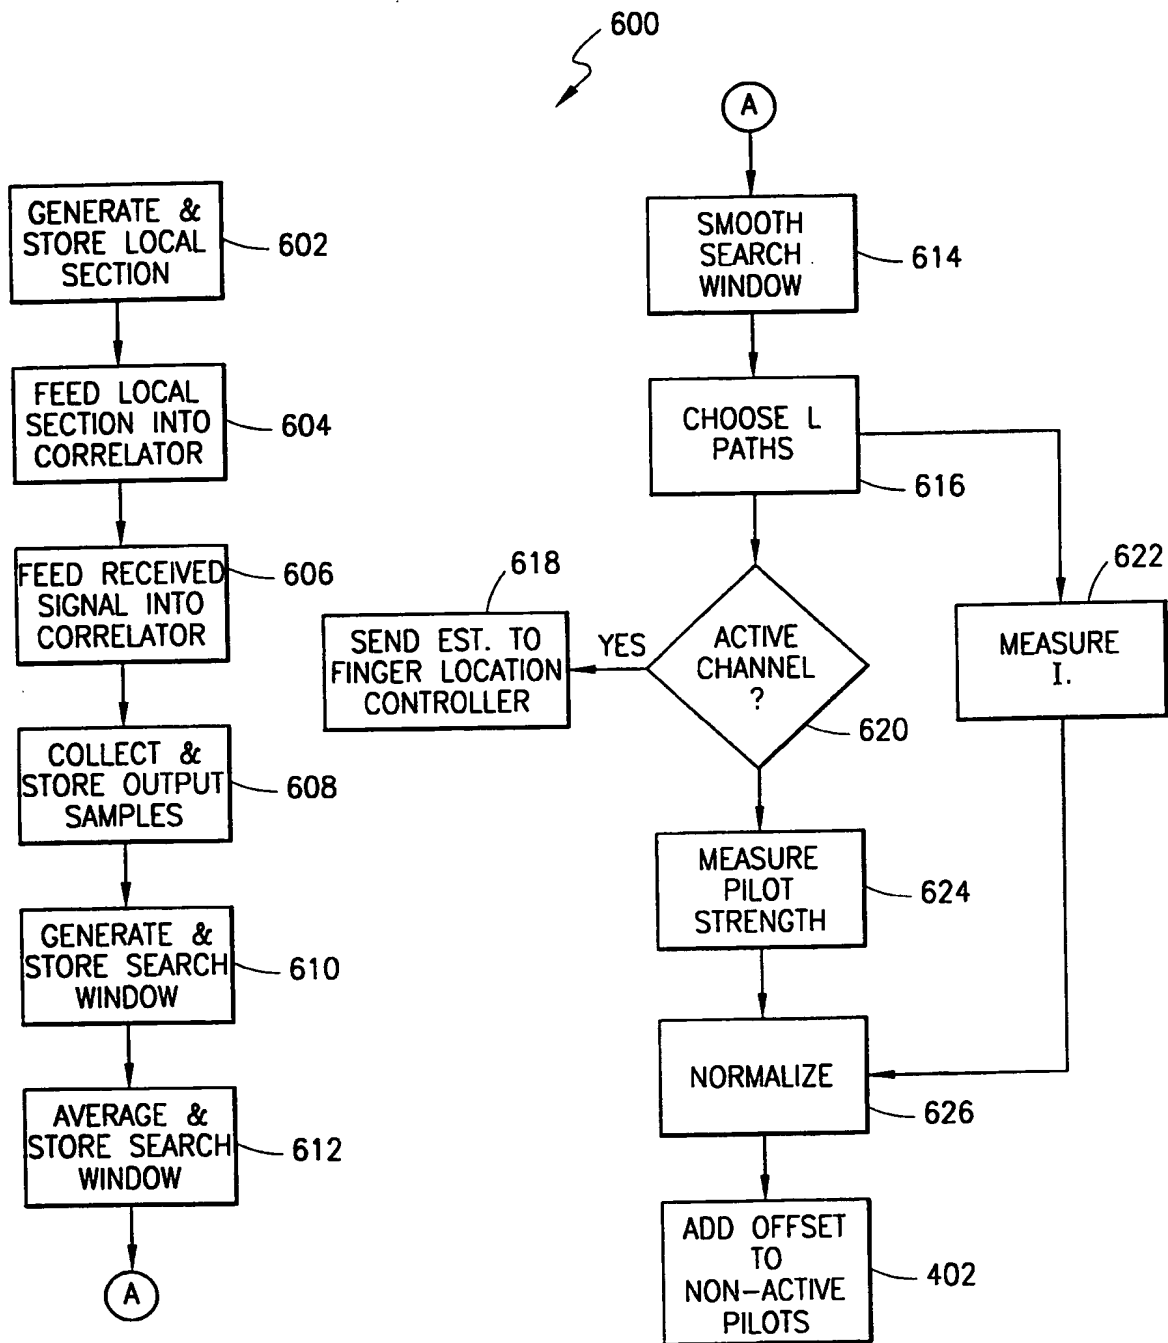 600
GENERATE &
STORE LOCAL
SECTION
602
FEED LOCAL
SECTION INTO
CORRELATOR
604
FEED RECEIVED
SIGNAL INTO
CORRELATOR
606
COLLECT &
STORE OUTPUT
SAMPLES
608
GENERATE &
STORE SEARCH
WINDOW
610
AVERAGE &
STORE SEARCH
WINDOW
612
A
A
SMOOTH
SEARCH
WINDOW
614
CHOOSE L
PATHS
616
618
SEND EST. TO
FINGER LOCATION
CONTROLLER
YES
ACTIVE
CHANNEL
?
620
622
MEASURE
I.
MEASURE
PILOT
STRENGTH
624
NORMALIZE
626
ADD OFFSET
TO
NON-ACTIVE
PILOTS
402